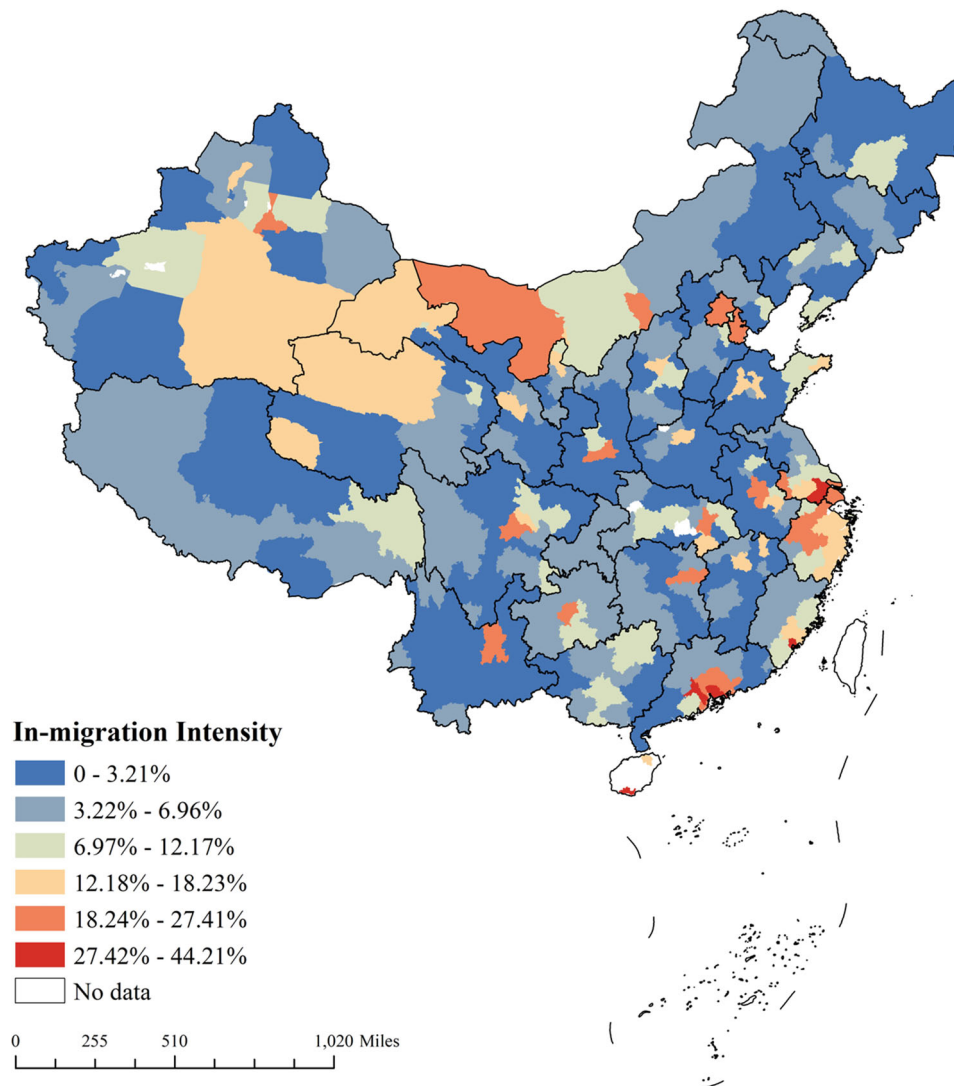 In-migration Intensity
0 - 3.21%
3.22% - 6.96%
6.97% - 12.17%
12.18% - 18.23%
18.24% - 27.41%
27.42% - 44.21%
No data
0 255 510 1,020 Miles